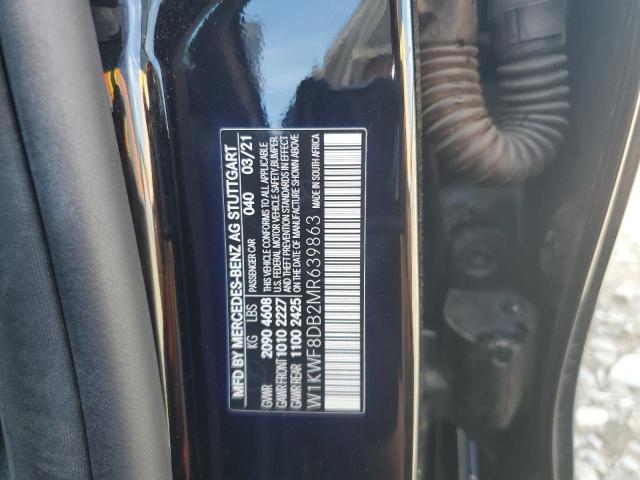 MFD BY MERCEDES-BENZ AG STUTTGART
PASSENGER CAR 040 03/21
KG LBS
GVWR 2090 4608
GAWR FRONT 1010 2227
GAWR REAR 1100 2425
THIS VEHICLE CONFORMS TO ALL APPLICABLE
U.S. FEDERAL MOTOR VEHICLE SAFETY, BUMPER,
AND THEFT PREVENTION STANDARDS IN EFFECT
ON THE DATE OF MANUFACTURE SHOWN ABOVE
W1KWF8DB2MR639863 MADE IN SOUTH AFRICA